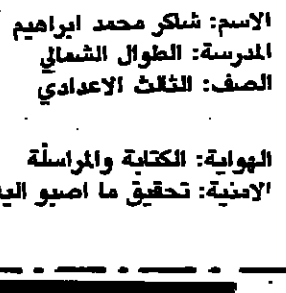 الاسم: شاكر محمد ابراهيم
المدرسة: الطوال الشمالي
الصف: الثالث الاعدادي
الهواية: الكتابة والمراسلة
الامنية: تحقيق ما اصبو